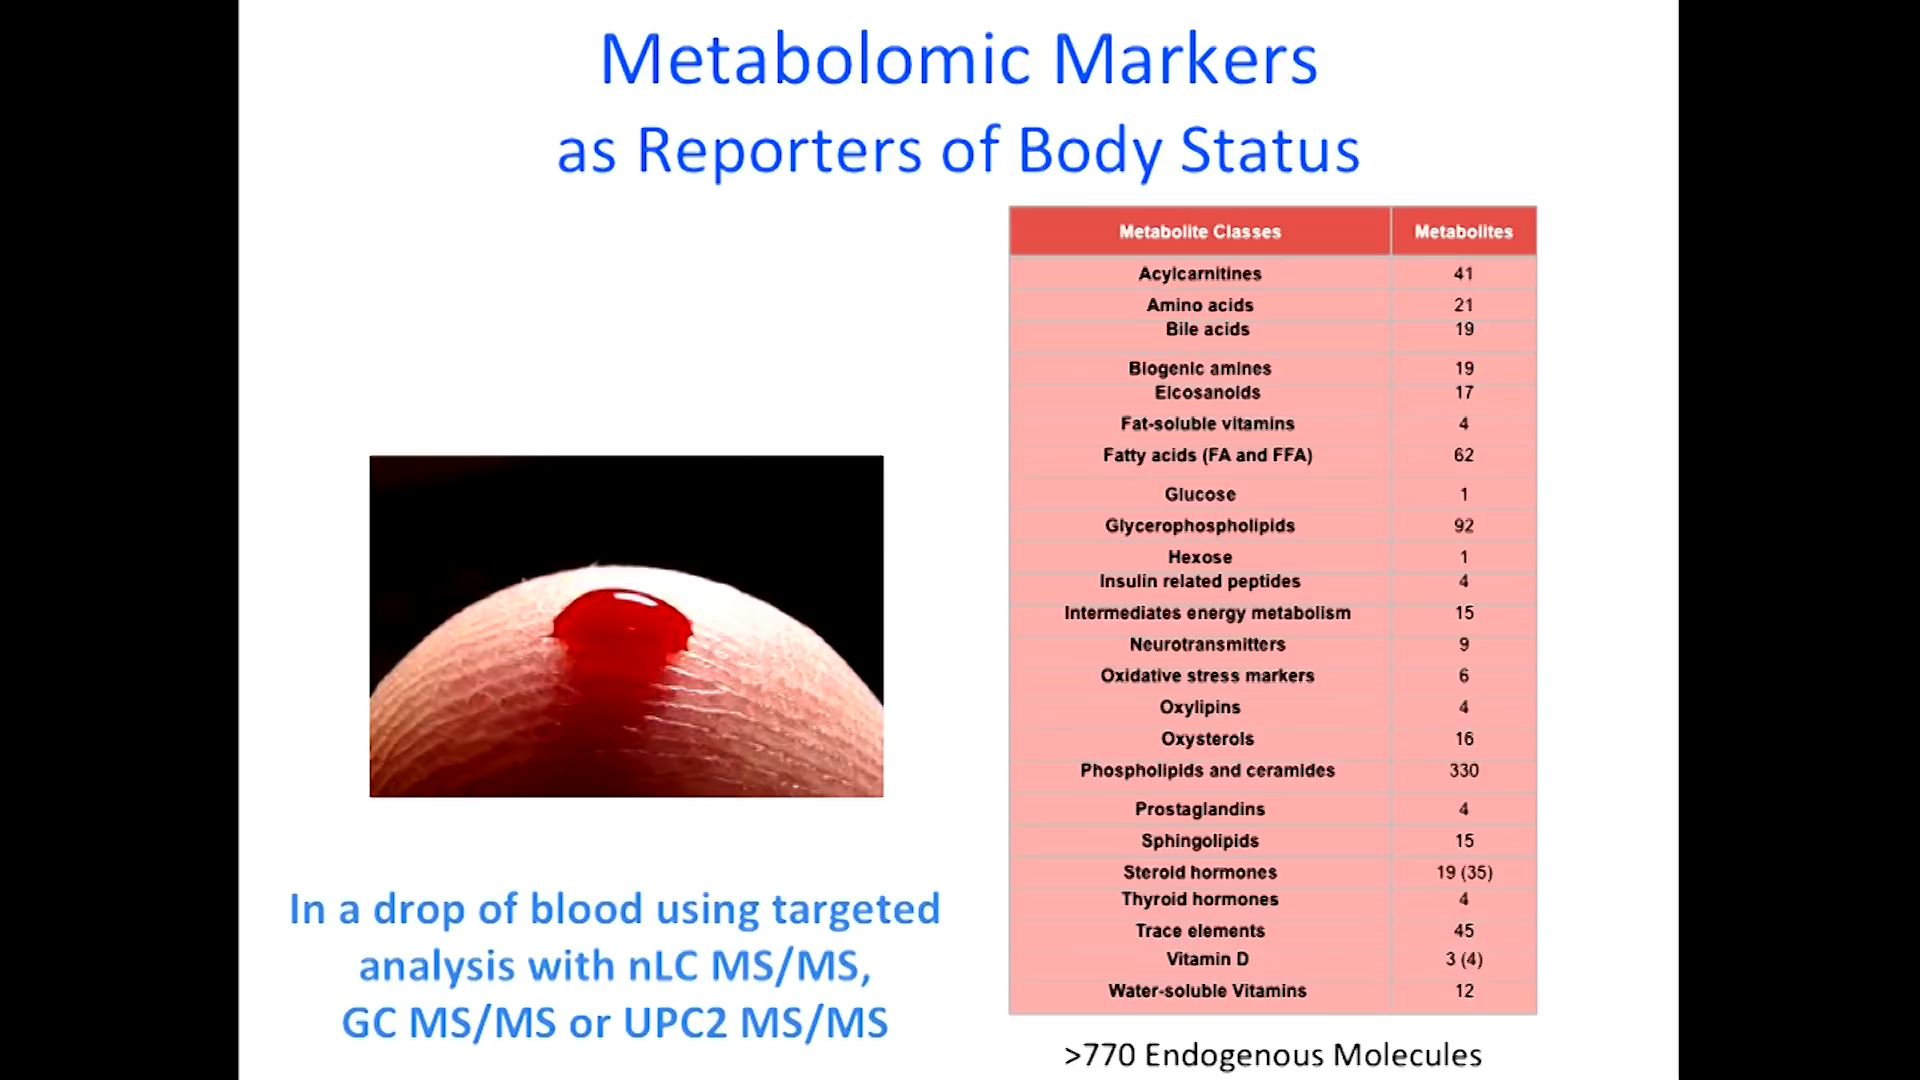 Metabolomic Markers
as Reporters of Body Status
Metabolite Classes Metabolites
Acylcarnitines 41
Amino acids 21
Bile acids 19
Biogenic amines 19
Eicosanoids 17
Fat-soluble vitamins 4
Fatty acids (FA and FFA) 62
Glucose 1
Glycerophospholipids 92
Hexose 1
Insulin related peptides 4
Intermediates energy metabolism 15
Neurotransmitters 9
Oxidative stress markers 6
Oxylipins 4
Oxysterols 16
Phospholipids and ceramides 330
Prostaglandins 4
Sphingolipids 15
Steroid hormones 19 (35)
Thyroid hormones 4
Trace elements 45
Vitamin D 3 (4)
Water-soluble Vitamins 12
>770 Endogenous Molecules
In a drop of blood using targeted
analysis with nLC MS/MS,
GC MS/MS or UPC2 MS/MS